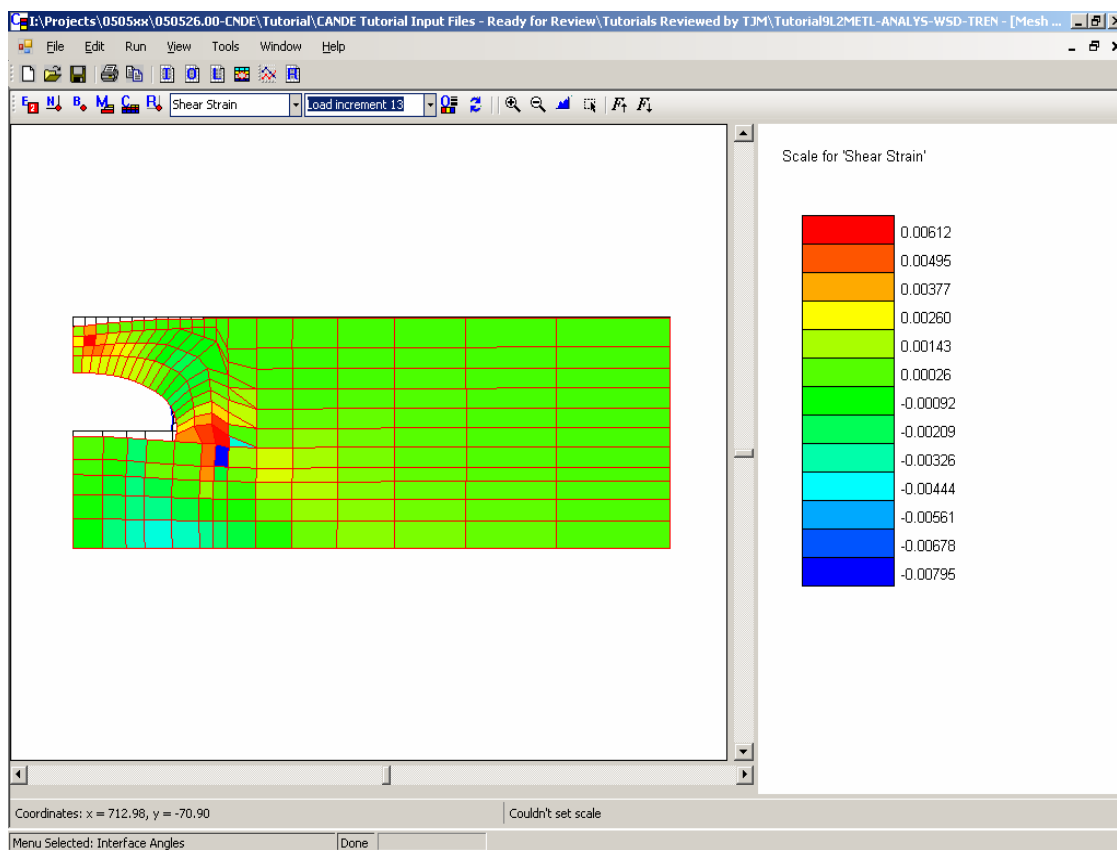 I:\Projects\0505xx\050526.00-CNDE\Tutorial\CANDE Tutorial Input Files - Ready for Review\Tutorials Reviewed by TJM\Tutorial9L2METL-ANALYS-WSD-TREN - [Mesh ...
File Edit Run View Tools Window Help
Shear Strain Load increment 13
Scale for 'Shear Strain'
0.00612
0.00495
0.00377
0.00260
0.00143
0.00026
-0.00092
-0.00209
-0.00326
-0.00444
-0.00561
-0.00678
-0.00795
Coordinates: x = 712.98, y = -70.90 Couldn't set scale
Menu Selected: Interface Angles Done